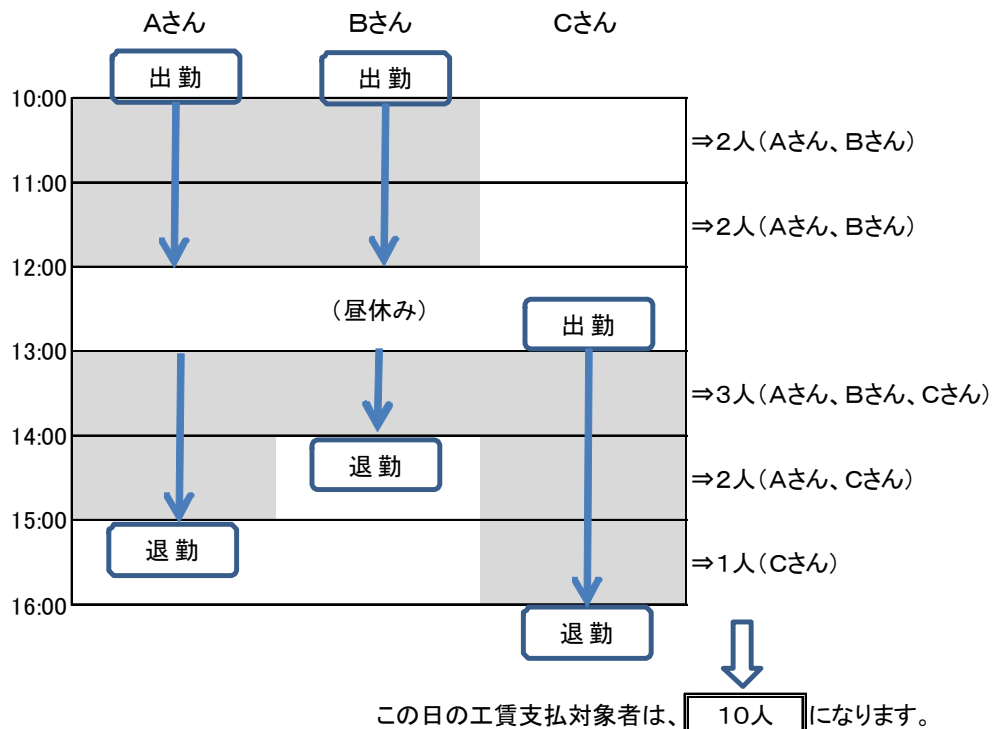 Aさん Bさん Cさん
出 勤 出 勤
10:00
⇒2人(Aさん、Bさん)
11:00
⇒2人(Aさん、Bさん)
12:00
(昼休み)
出 勤
13:00
⇒3人(Aさん、Bさん、Cさん)
14:00
退 勤
⇒2人(Aさん、Cさん)
15:00
退 勤
⇒1人(Cさん)
16:00
退 勤
この日の工賃支払対象者は、 10人 になります。